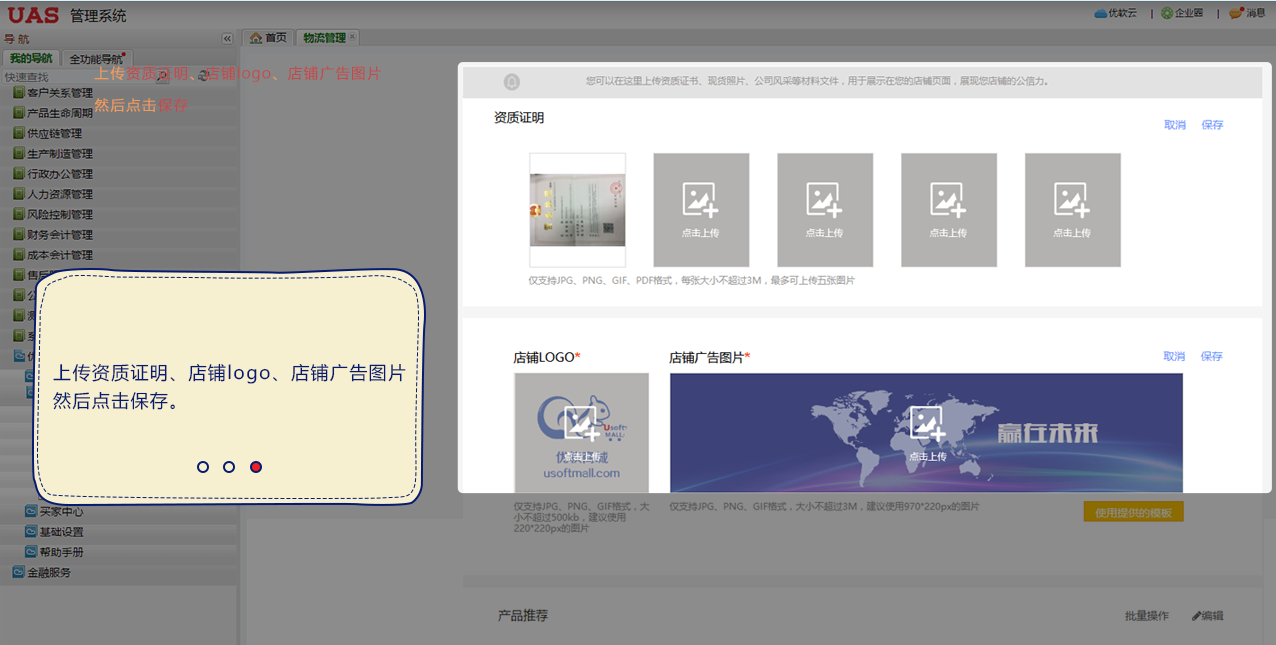 UAS 管理系统
优软云 | 企业圈 | 消息
导航
首页 物流管理
我的导航 全功能导航
快速查找
上传资质证明、店铺logo、店铺广告图片
然后点击保存
客户关系管理
产品生命周期
供应链管理
生产制造管理
行政办公管理
人力资源管理
风险控制管理
财务会计管理
成本会计管理
上传资质证明、店铺logo、店铺广告图片
然后点击保存。
买家中心
基础设置
帮助手册
金融服务
您可以在这里上传资质证书、现货照片、公司风采等材料文件，用于展示在您的店铺页面，展现您店铺的公信力。
资质证明
取消 保存
点击上传 点击上传 点击上传 点击上传
仅支持JPG、PNG、GIF、PDF格式，每张大小不超过3M，最多可上传五张图片
店铺LOGO* 店铺广告图片*
取消 保存
Usoft
MALL
点击上传
usoftmall.com
点击上传
赢在未来
仅支持JPG、PNG、GIF格式，大
小不超过500kb，建议使用
220*220px的图片
仅支持JPG、PNG、GIF格式，大小不超过3M，建议使用970*220px的图片
使用提供的模板
产品推荐
批量操作 编辑